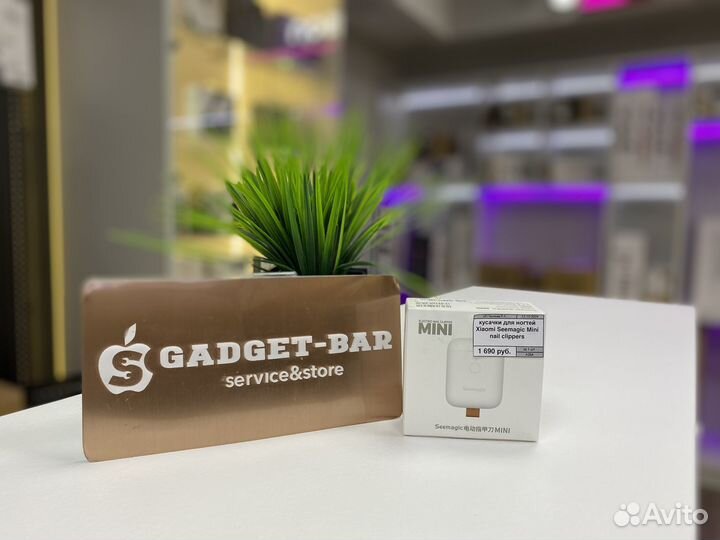 S GADGET-BAR
service&store
MINI
кусачки для ногтей
Xiaomi Seemagic Mini
nail clippers
1 690 руб.
Seemagic
Seemagic电动指甲刀MINI
Avito